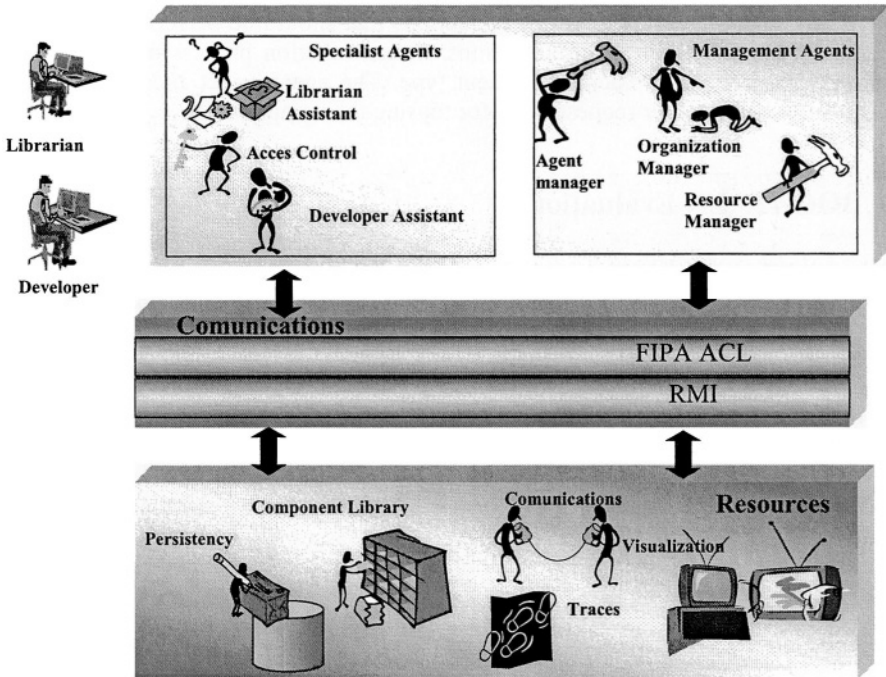 Librarian
Developer
Specialist Agents
Librarian
Assistant
Acces Control
Developer Assistant
Management Agents
Agent
manager
Organization
Manager
Resource
Manager
Comunications
FIPA ACL
RMI
Resources
Persistency
Component Library
Comunications
Visualization
Traces